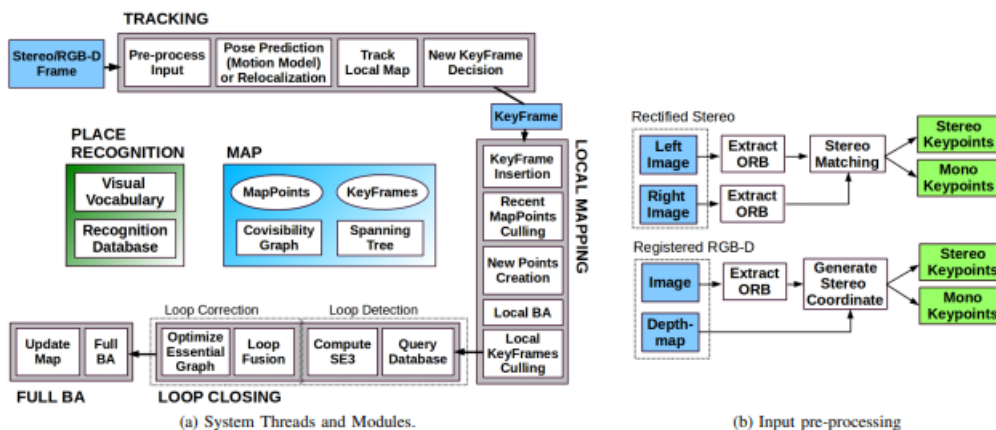 TRACKING
Stereo/RGB-D
Frame
Pre-process
Input
Pose Prediction
(Motion Model)
or Relocalization
Track
Local Map
New KeyFrame
Decision
KeyFrame
PLACE
RECOGNITION
Visual
Vocabulary
Recognition
Database
MAP
MapPoints
KeyFrames
Covisibility
Graph
Spanning
Tree
LOCAL MAPPING
KeyFrame
Insertion
Recent
MapPoints
Culling
New Points
Creation
Local BA
Local
KeyFrames
Culling
Loop Correction
Loop Detection
Optimize
Essential
Graph
Loop
Fusion
Compute
SE3
Query
Database
Update
Map
Full
BA
FULL BA
LOOP CLOSING
(a) System Threads and Modules.
Rectified Stereo
Left
Image
Extract
ORB
Stereo
Matching
Stereo
Keypoints
Mono
Keypoints
Right
Image
Extract
ORB
Registered RGB-D
Image
Extract
ORB
Generate
Stereo
Coordinate
Stereo
Keypoints
Mono
Keypoints
Depth-
map
(b) Input pre-processing